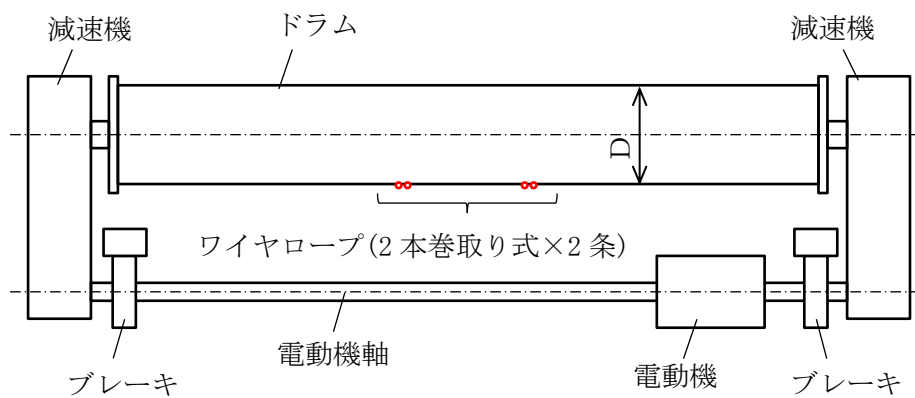 減速機
ドラム
減速機
D
ワイヤロープ(2 本巻取り式×2 条)
電動機軸
ブレーキ
電動機
ブレーキ